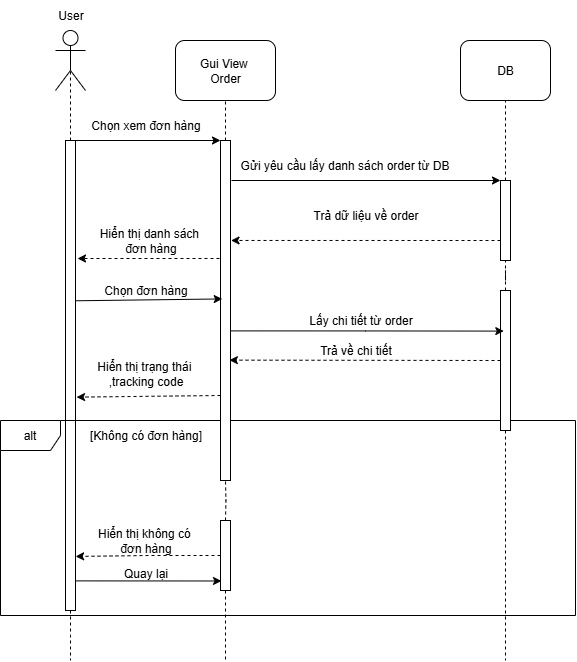 User
Gui View
Order
DB
Chọn xem đơn hàng
Gửi yêu cầu lấy danh sách order từ DB
Trả dữ liệu về order
Hiển thị danh sách
đơn hàng
Chọn đơn hàng
Lấy chi tiết từ order
Trả về chi tiết
Hiển thị trạng thái
,tracking code
alt
[Không có đơn hàng]
Hiển thị không có
đơn hàng
Quay lại